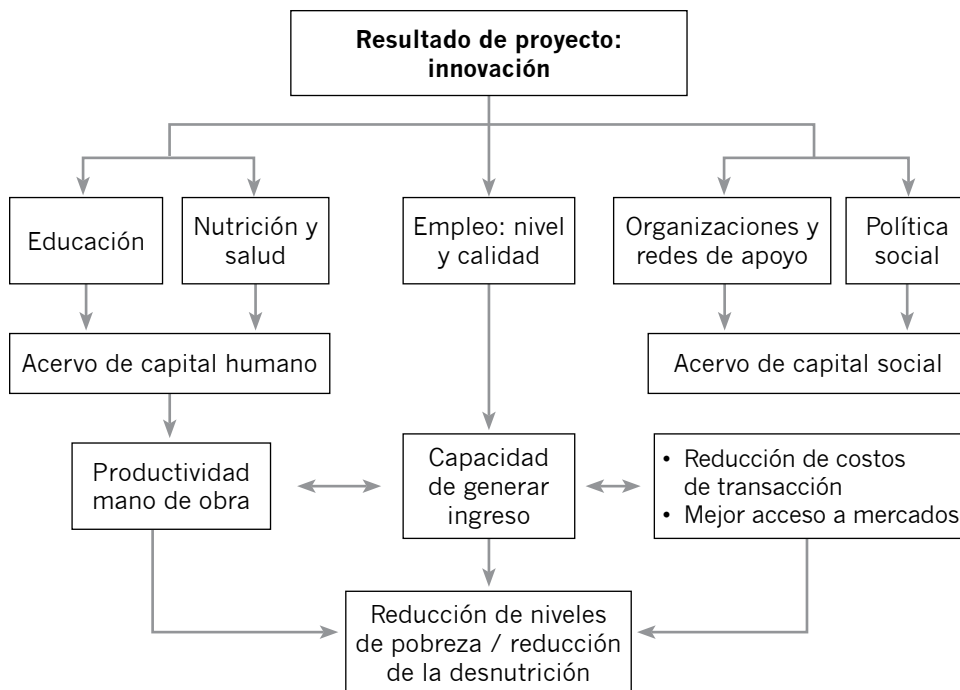 Resultado de proyecto:
innovación
Educación
Nutrición y
salud
Empleo: nivel
y calidad
Organizaciones y
redes de apoyo
Política
social
Acervo de capital humano
Acervo de capital social
Productividad
mano de obra
Capacidad
de generar
ingreso
• Reducción de costos
de transacción
• Mejor acceso a mercados
Reducción de niveles
de pobreza / reducción
de la desnutrición